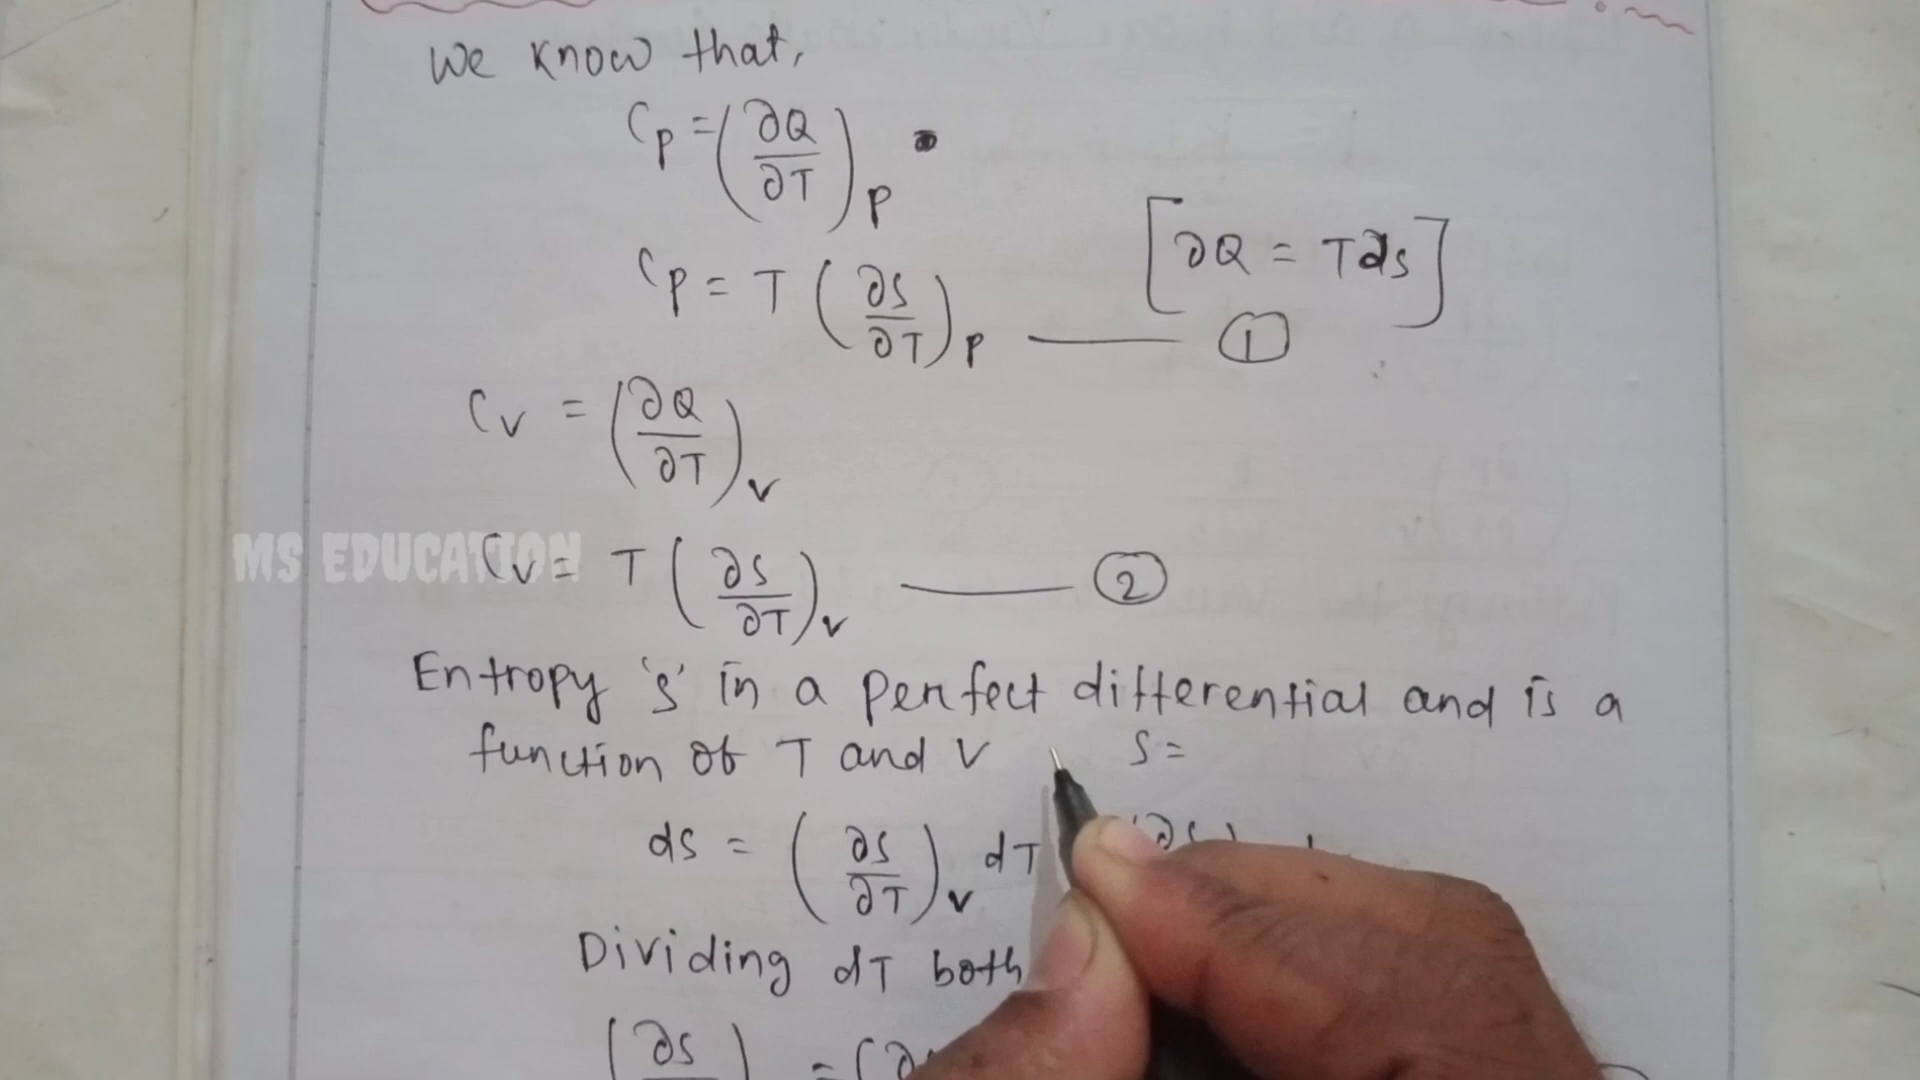 We know that,
Cp = (∂Q/∂T)P
[∂Q = T∂s]
Cp = T (∂S/∂T)P —— ①
Cv = (∂Q/∂T)v
MS EDUCATION
Cv = T (∂S/∂T)v —— ②
Entropy 's' in a perfect differential and is a
function of T and V S =
ds = (∂S/∂T)v dT
Dividing dT both
(∂S